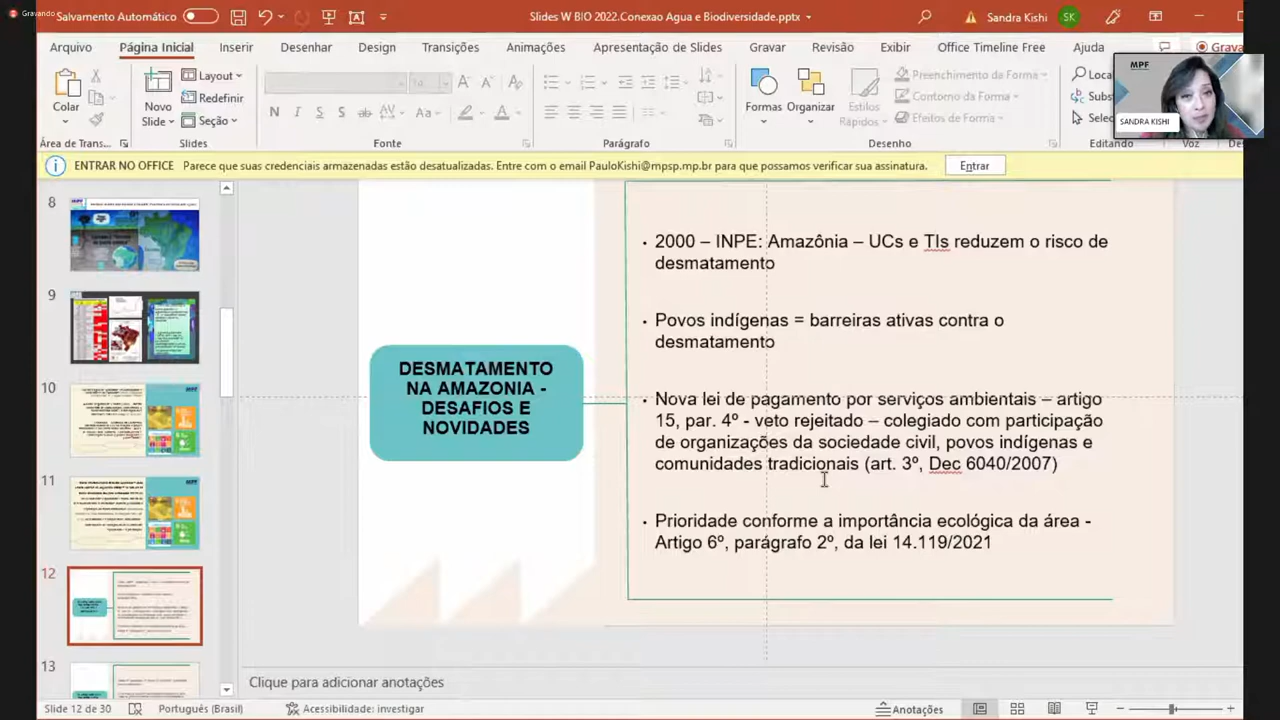 Gravando
Salvamento Automático
Slides W BIO 2022.Conexao Agua e Biodiversidade.pptx
Sandra Kishi
SK
Arquivo
Página Inicial
Inserir
Desenhar
Design
Transições
Animações
Apresentação de Slides
Gravar
Revisão
Exibir
Office Timeline Free
Ajuda
Grava
Colar
Novo
Slide
Layout
Redefinir
Seção
Formas
Organizar
Estilos
Rápidos
Preenchimento da Forma
Contorno da Forma
Efeitos de Forma
Loca
Subs
Selec
MPF
SANDRA KISHI
Área de Trans...
Slides
Fonte
Parágrafo
Desenho
Editando
Voz
ENTRAR NO OFFICE Parece que suas credenciais armazenadas estão desatualizadas. Entre com o email PauloKishi@mpsp.mp.br para que possamos verificar sua assinatura.
Entrar
8
9
10
11
12
13
DESMATAMENTO
NA AMAZONIA -
DESAFIOS E
NOVIDADES
• 2000 – INPE: Amazônia – UCs e TIs reduzem o risco de
desmatamento
• Povos indígenas = barreiras ativas contra o
desmatamento
• Nova lei de pagamento por serviços ambientais – artigo
15, par. 4º - veto rejeitado – colegiado com participação
de organizações da sociedade civil, povos indígenas e
comunidades tradicionais (art. 3º, Dec 6040/2007)
• Prioridade conforme a importância ecológica da área -
Artigo 6º, parágrafo 2º, da lei 14.119/2021
Clique para adicionar anotações
Slide 12 de 30
Português (Brasil)
Acessibilidade: investigar
Anotações